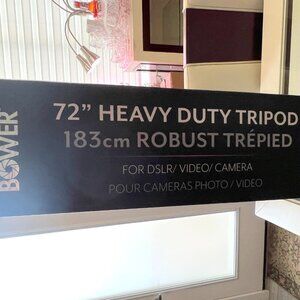 BOWER
72” HEAVY DUTY TRIPOD
183cm ROBUST TRÉPIED
FOR DSLR/ VIDEO/ CAMERA
POUR CAMERAS PHOTO/ VIDEO